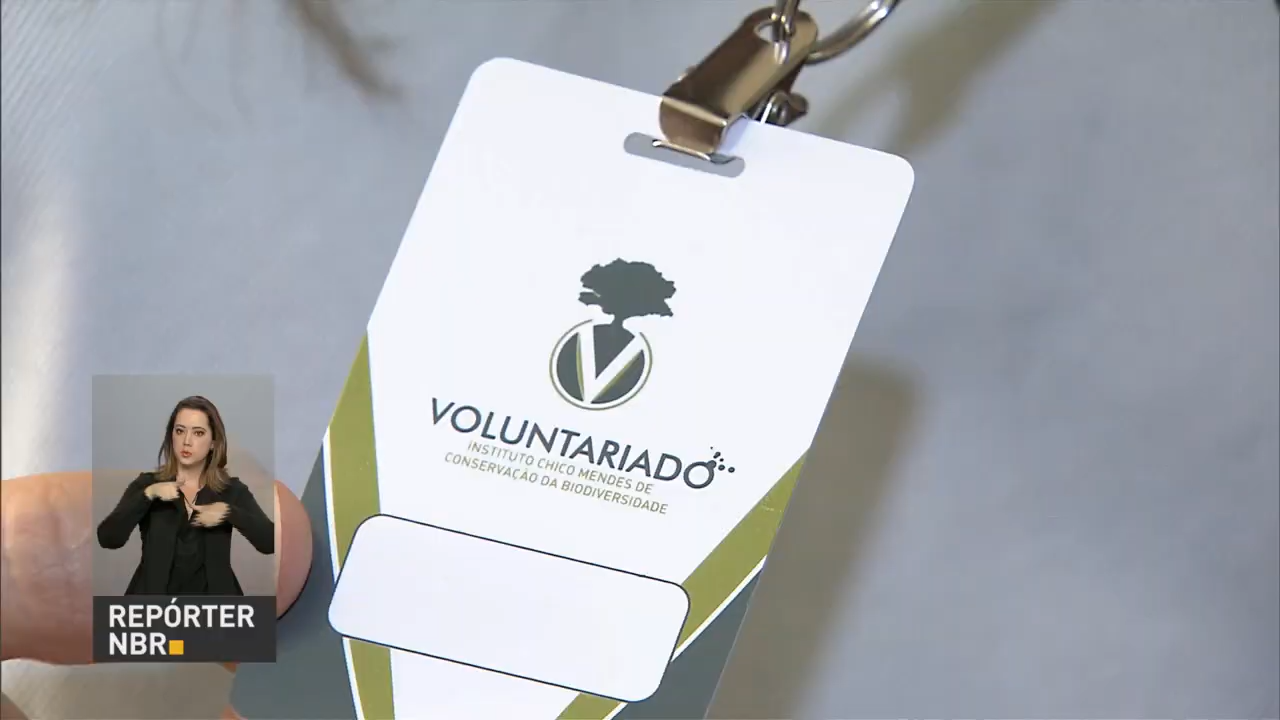 VOLUNTARIADO
INSTITUTO CHICO MENDES DE
CONSERVAÇÃO DA BIODIVERSIDADE
REPÓRTER
NBR